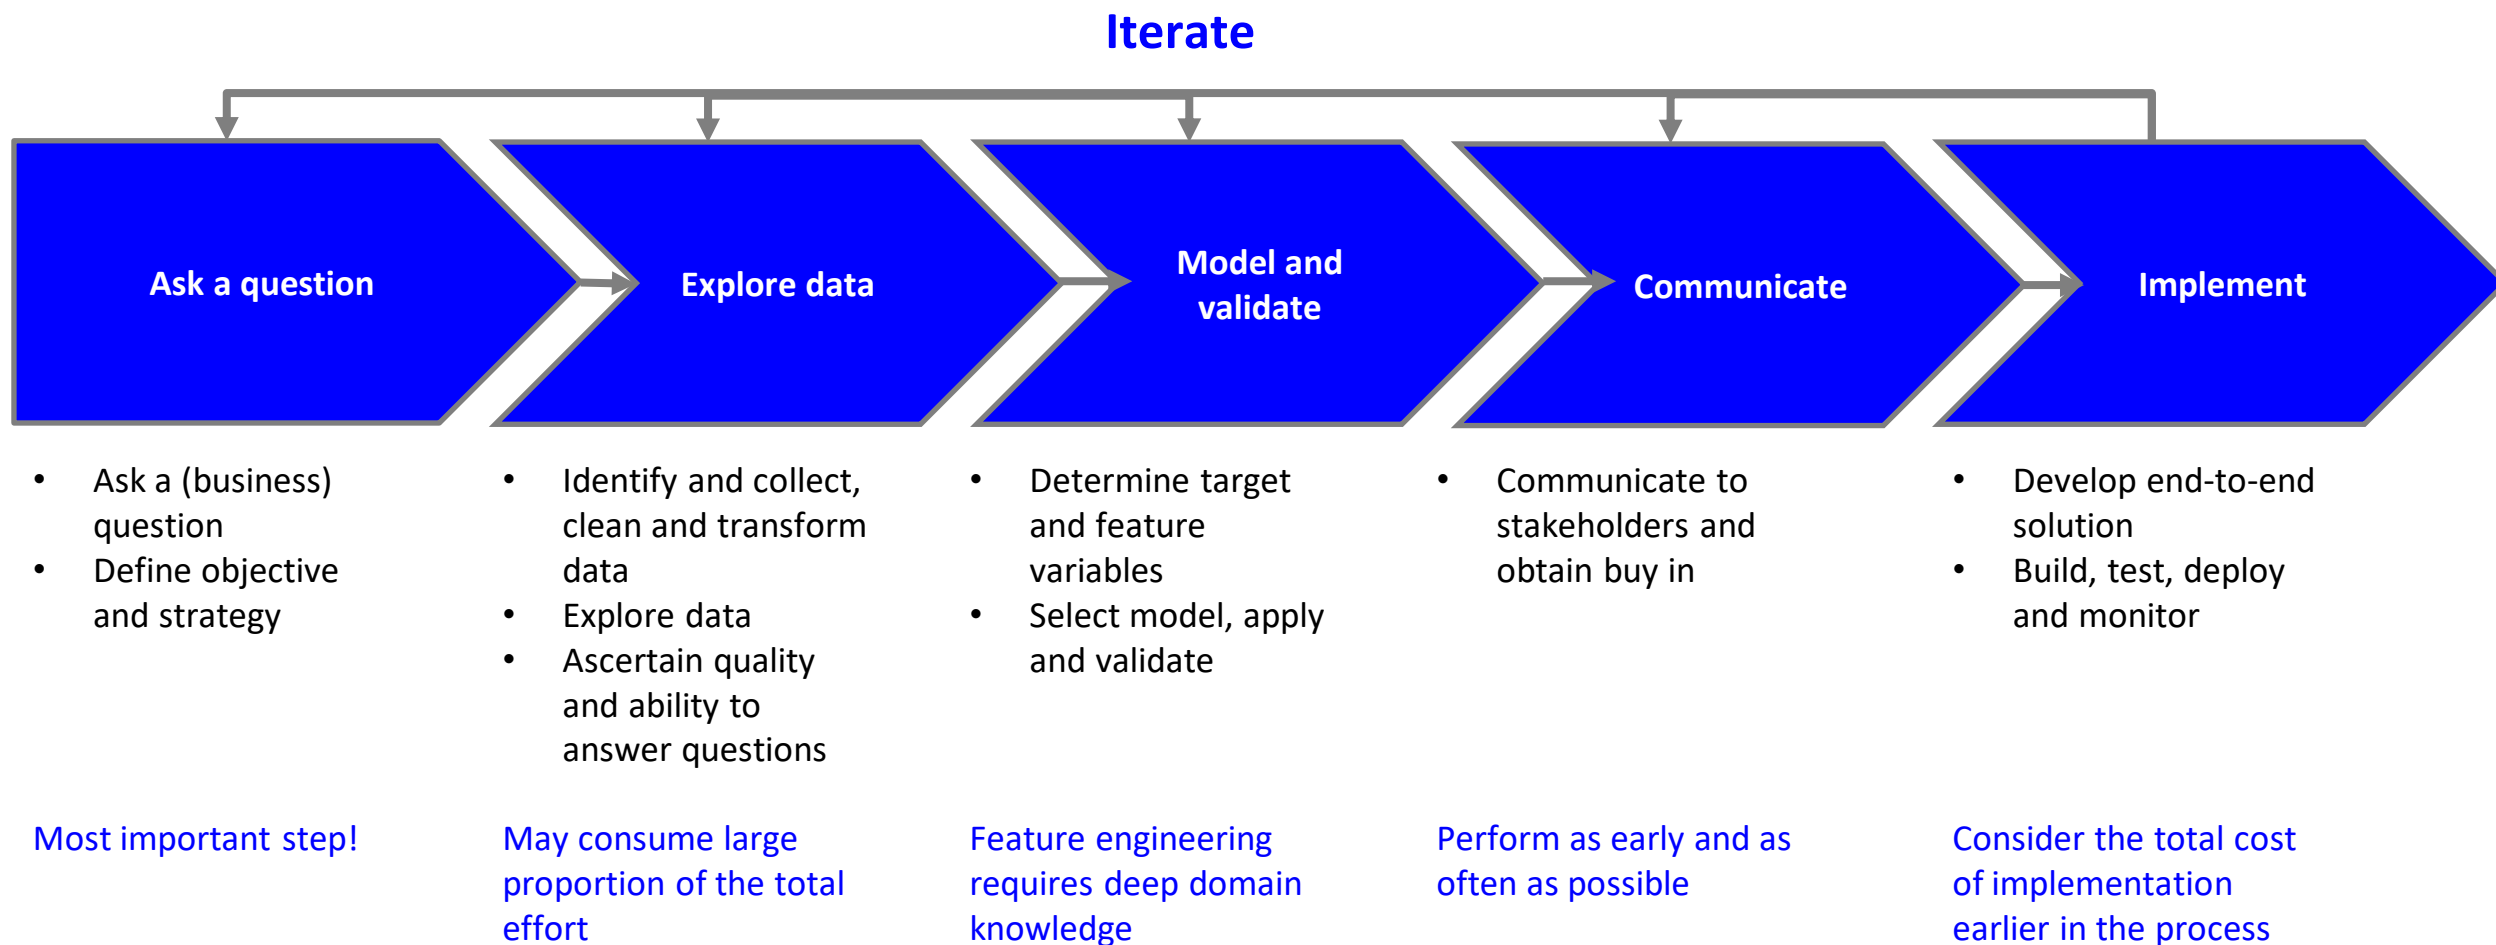 Iterate
Ask a question
Explore data
Model and
validate
Communicate
Implement
• Ask a (business)
question
• Define objective
and strategy
• Identify and collect,
clean and transform
data
• Explore data
• Ascertain quality
and ability to
answer questions
• Determine target
and feature
variables
• Select model, apply
and validate
• Communicate to
stakeholders and
obtain buy in
• Develop end-to-end
solution
• Build, test, deploy
and monitor
Most important step!
May consume large
proportion of the total
effort
Feature engineering
requires deep domain
knowledge
Perform as early and as
often as possible
Consider the total cost
of implementation
earlier in the process